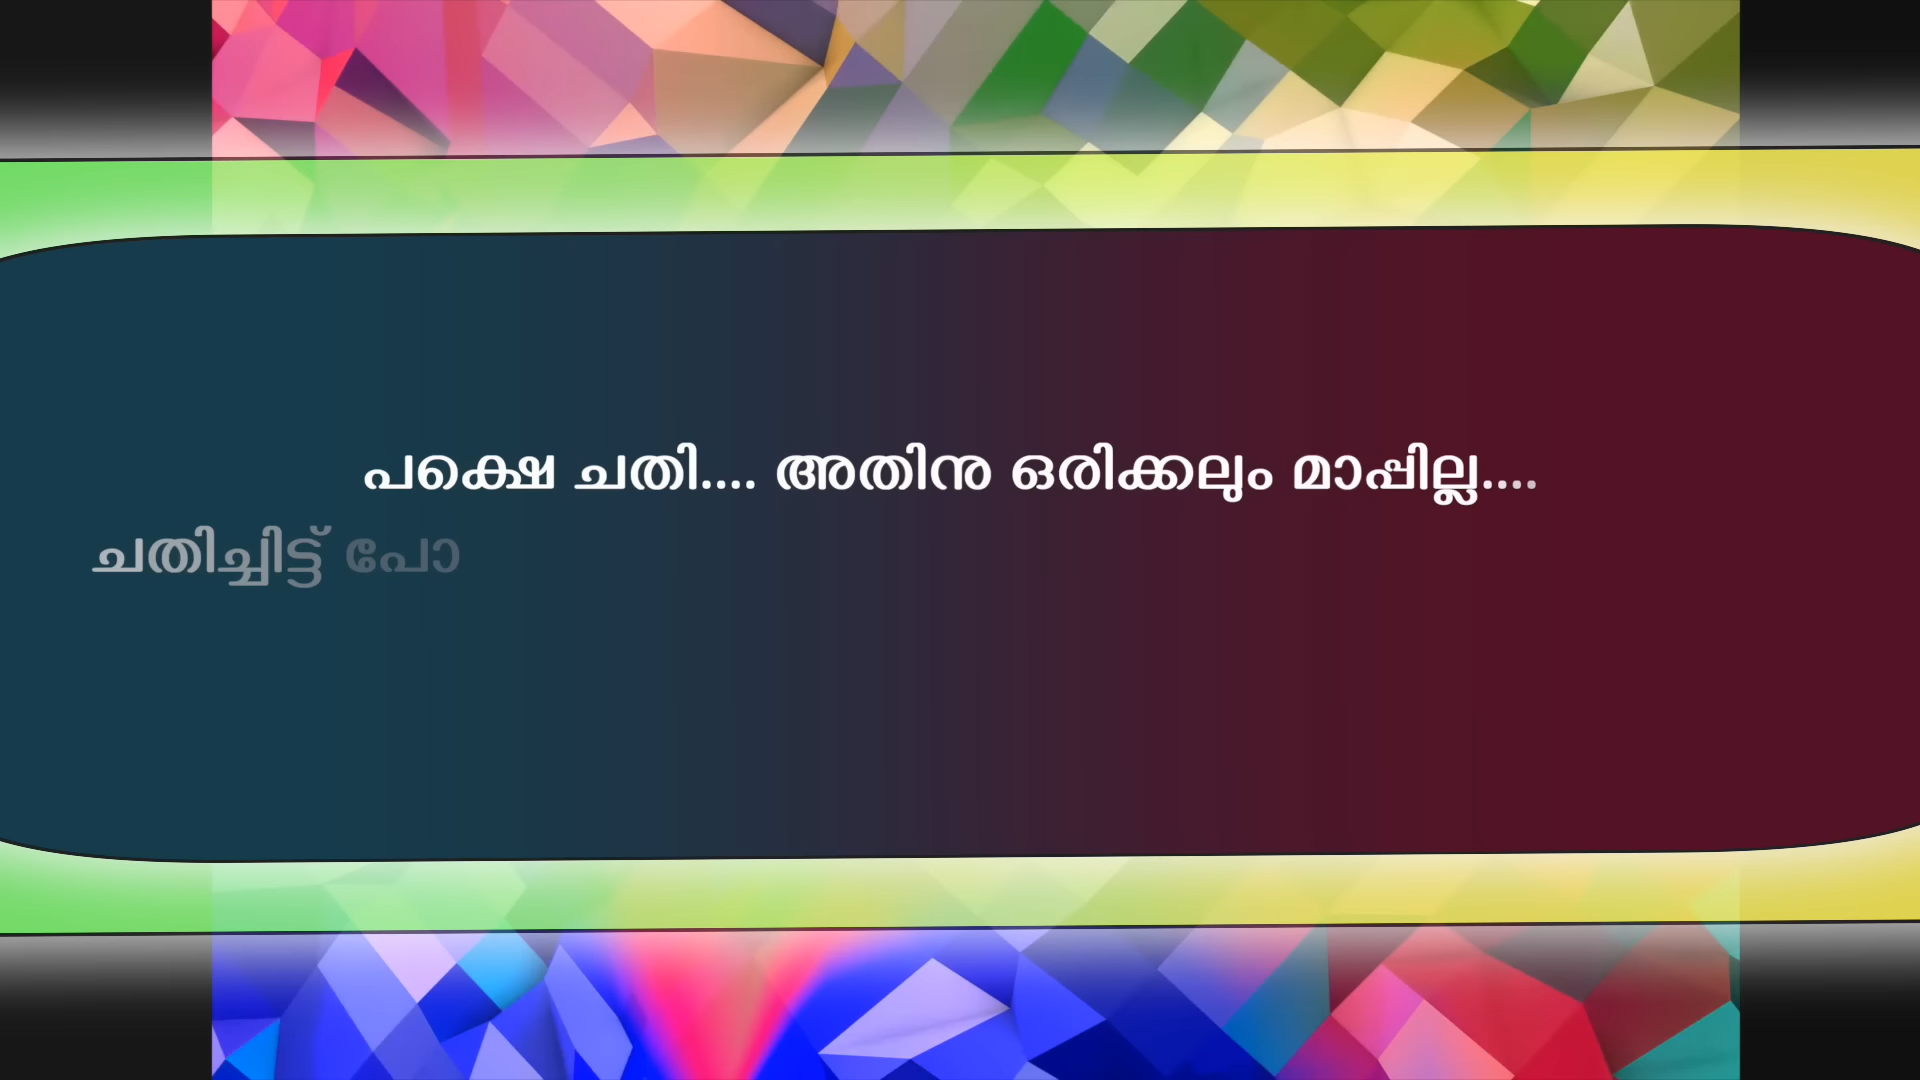 പക്ഷെ ചതി.... അതിനു ഒരിക്കലും മാപ്പില്ല....
ചതിച്ചിട്ട് പോ